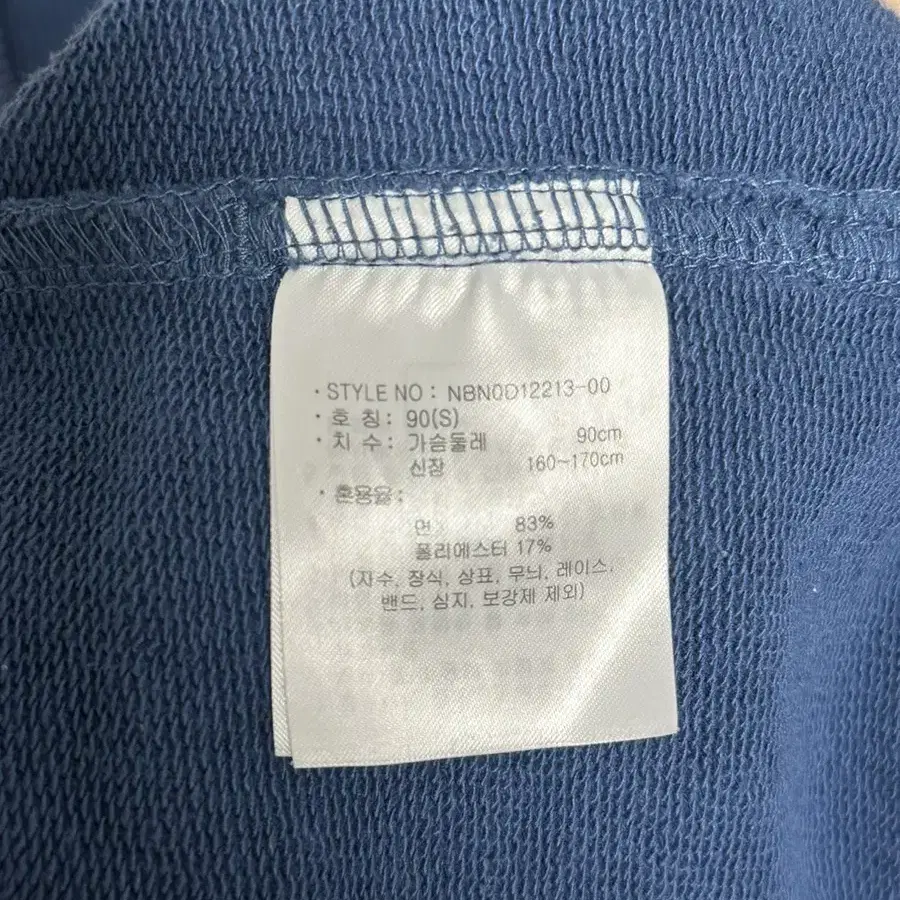 · STYLE NO : NBN0D12213-00
· 호 칭: 90(S)
· 치 수: 가슴둘레 90cm
신장 160~170cm
· 혼용율:
면 83%
폴리에스터 17%
(자수, 장식, 상표, 무늬, 레이스,
밴드, 심지, 보강제 제외)